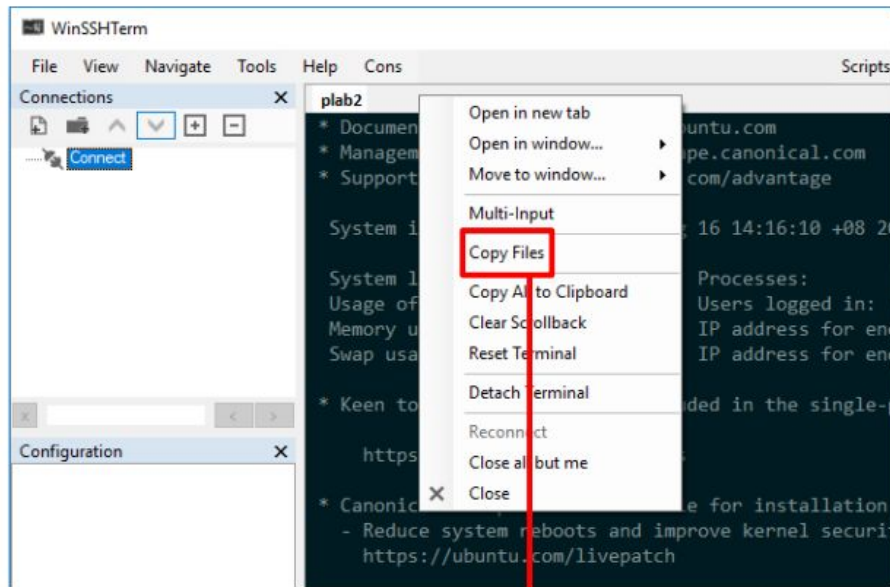 WinSSHTerm
File View Navigate Tools Help Cons Scripts
Connections X
Connect
Configuration X
plab2
* Documen
* Managem
* Support
System i
System l
Usage of
Memory u
Swap usa
* Keen to
https
* Canonic
Open in new tab
Open in window...
Move to window...
Multi-Input
Copy Files
Copy All to Clipboard
Clear Scrollback
Reset Terminal
Detach Terminal
Reconnect
Close all but me
Close
buntu.com
pe.canonical.com
com/advantage
16 14:16:10 +08 20
Processes:
Users logged in:
IP address for en
IP address for en
ded in the single-p
e for installation
- Reduce system reboots and improve kernel securi
https://ubuntu.com/livepatch